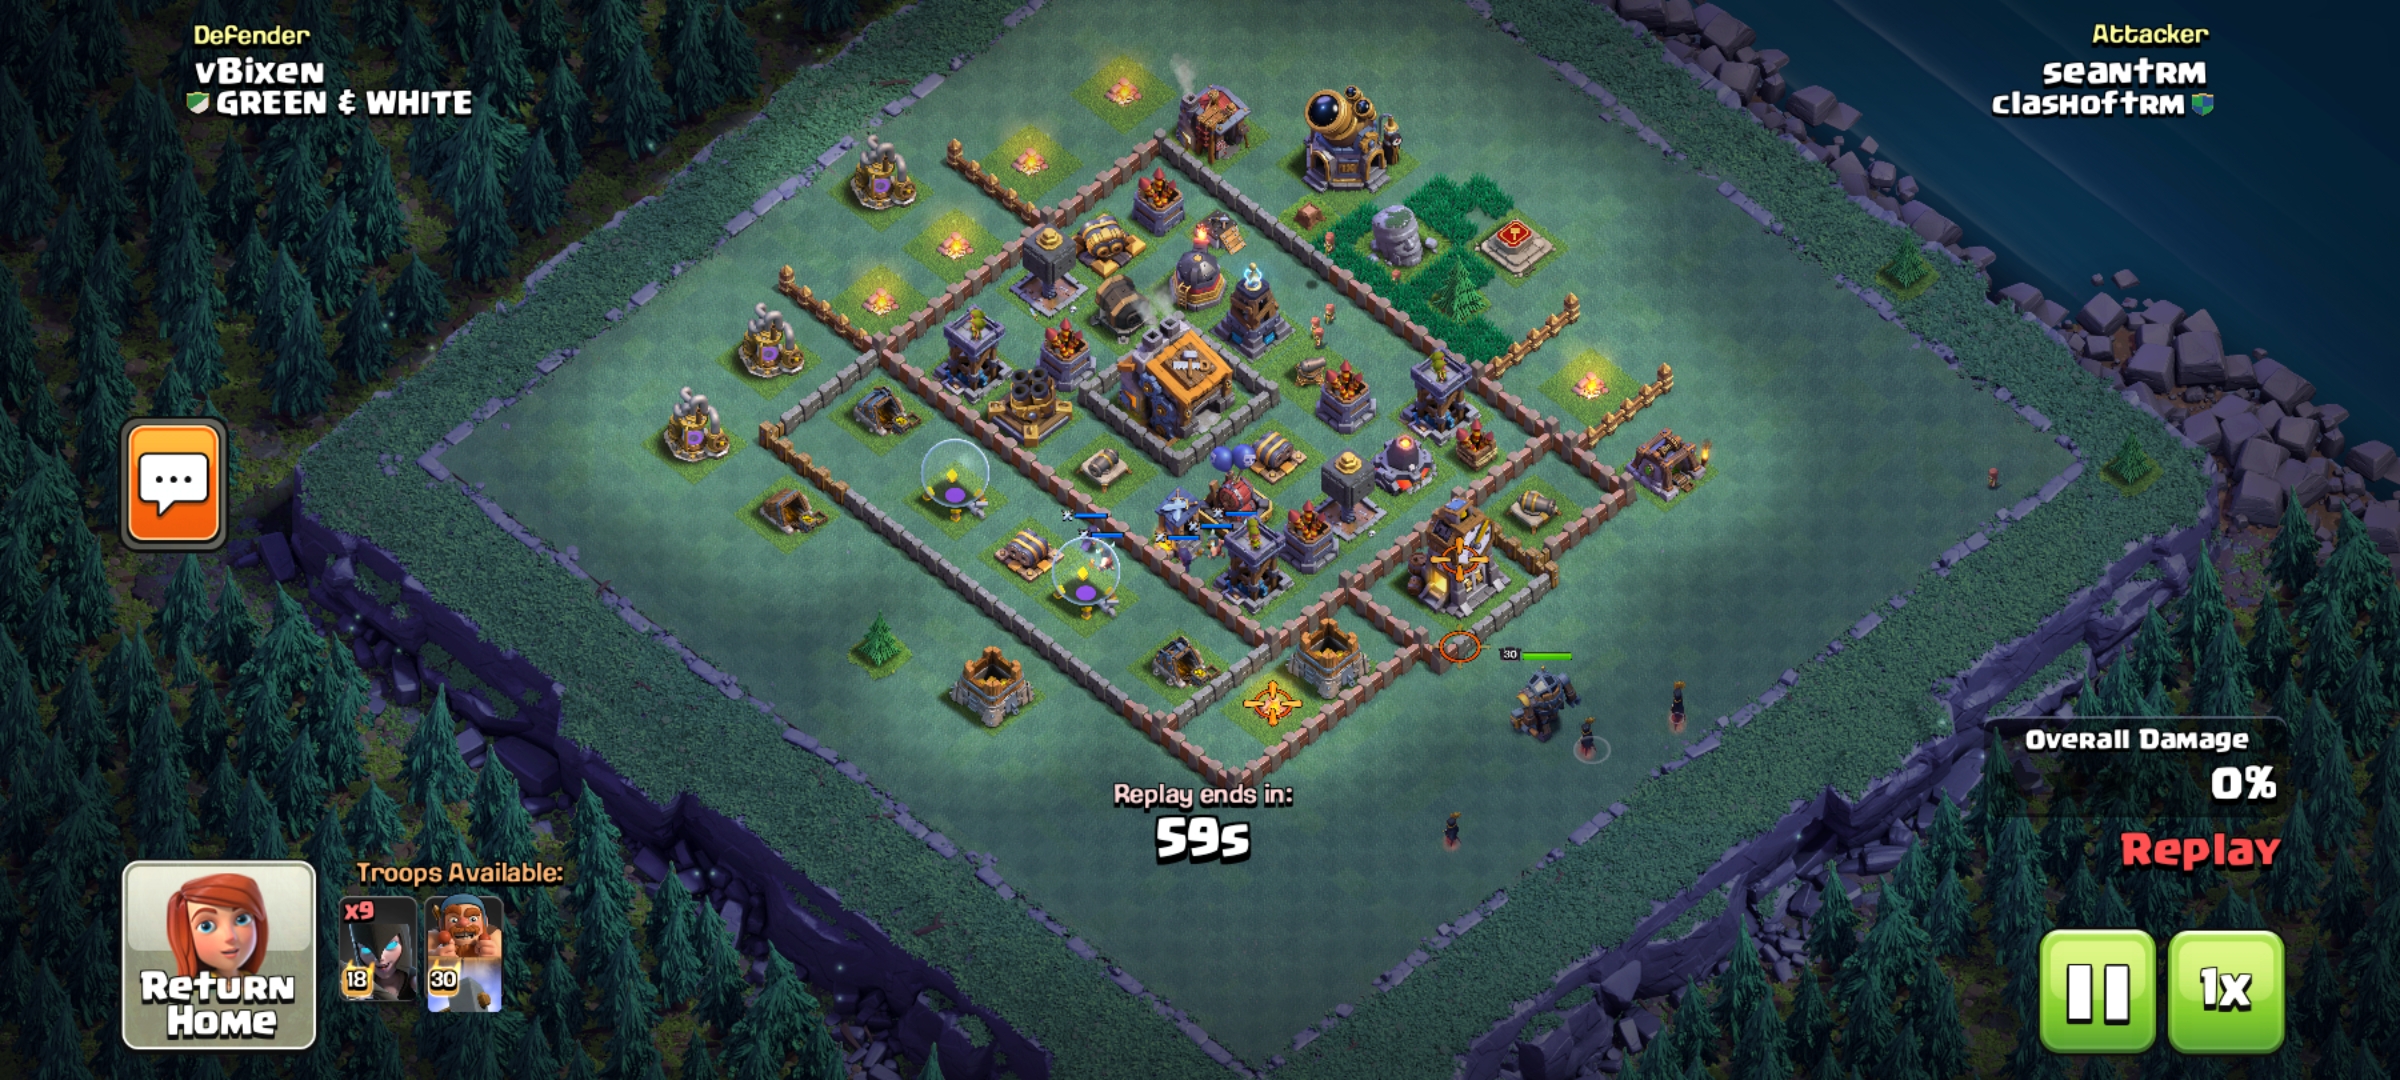 Defender
vBixen
GREEN & WHITE
Attacker
seantRM
clashoftRM
30
Overall Damage
0%
Replay
Replay ends in:
59s
Troops Available:
x9
18
30
Return
Home
1x